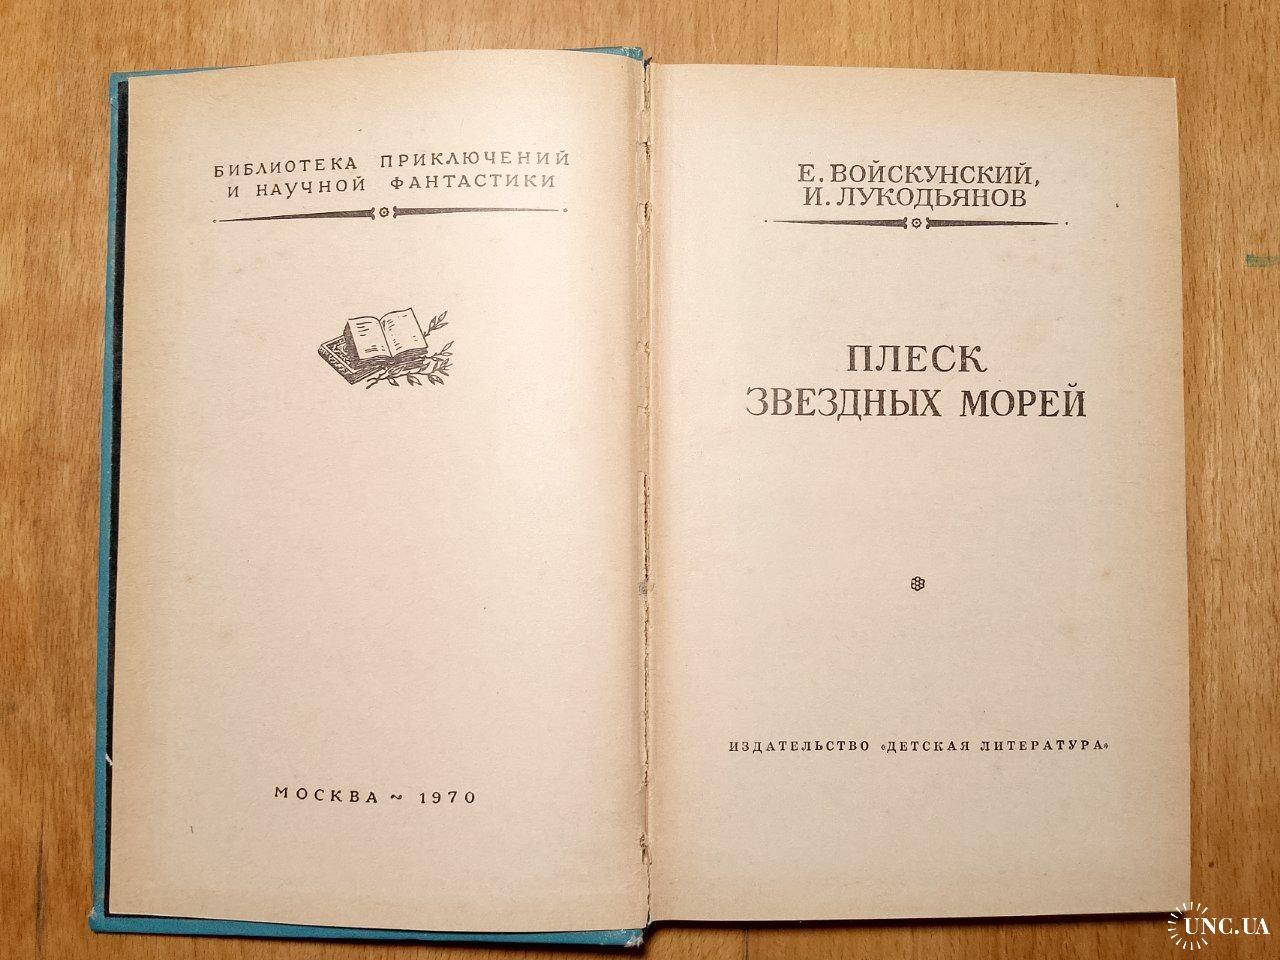 БИБЛИОТЕКА ПРИКЛЮЧЕНИЙ
И НАУЧНОЙ ФАНТАСТИКИ
МОСКВА ~ 1970
Е. ВОЙСКУНСКИЙ,
И. ЛУКОДЬЯНОВ
ПЛЕСК
ЗВЕЗДНЫХ МОРЕЙ
ИЗДАТЕЛЬСТВО «ДЕТСКАЯ ЛИТЕРАТУРА»
UNC.UA